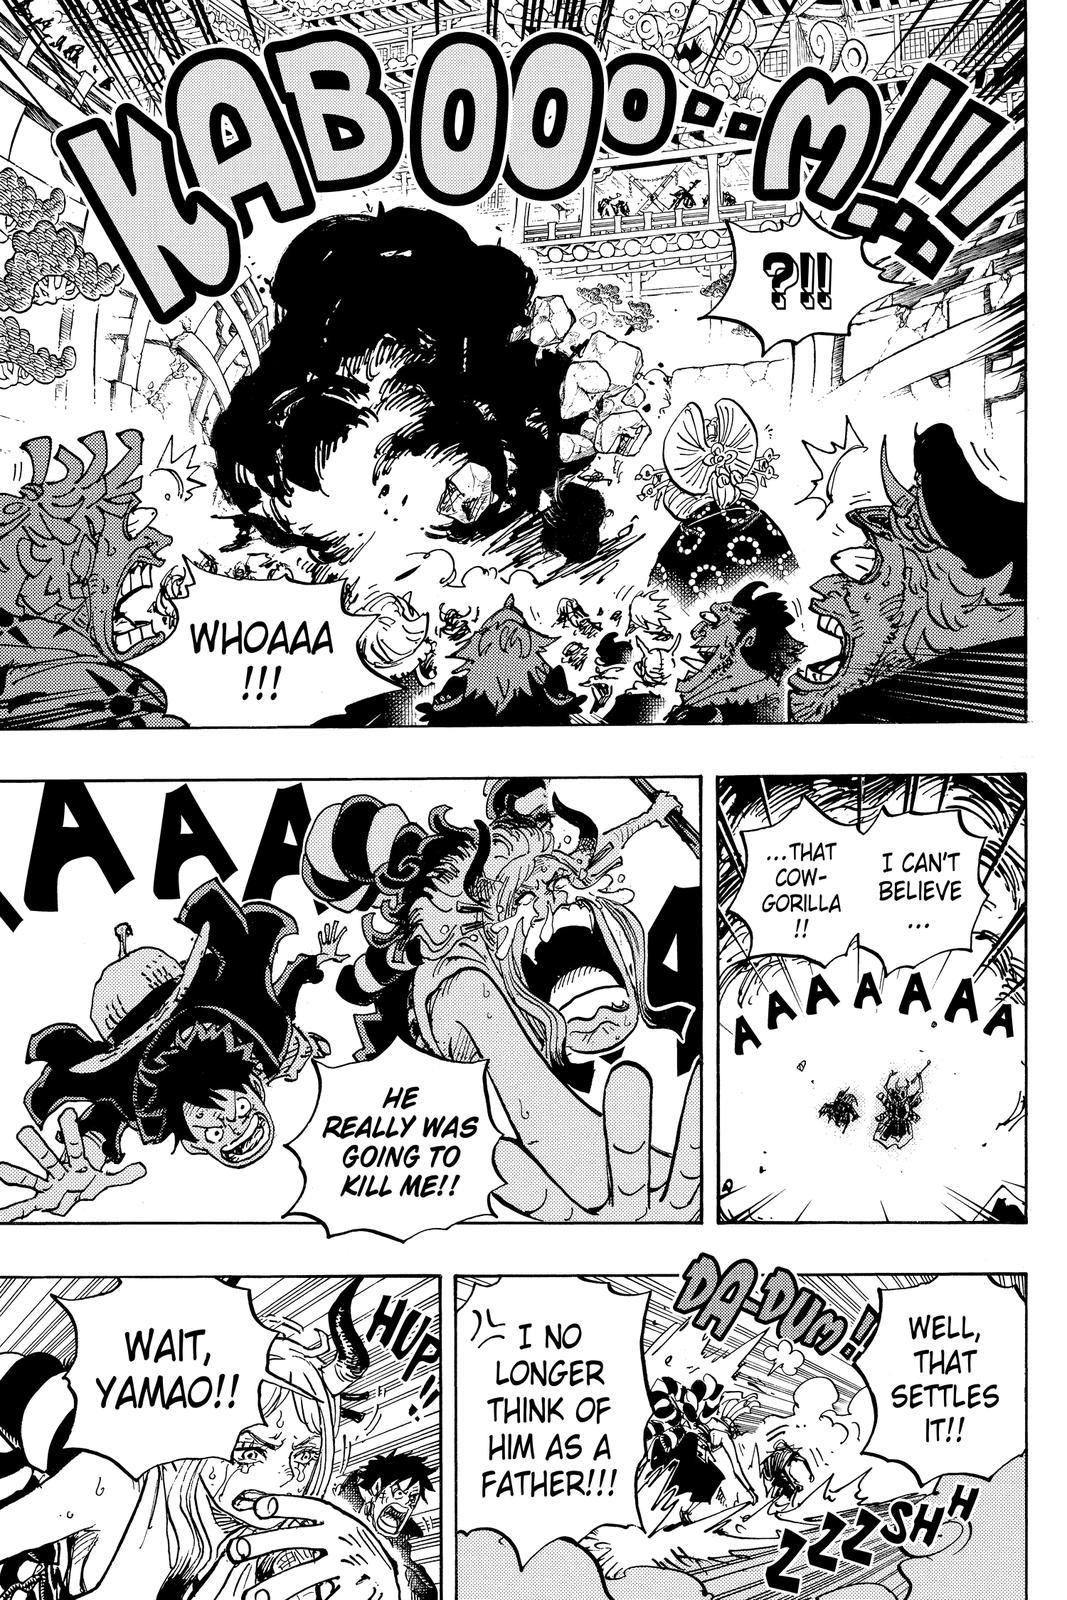 KABOOO...M!!!
?!!
WHOAAA
!!!
I CAN'T
BELIEVE
...
...THAT
COW-
GORILLA
!!
AAAAAAA
AAAA
A
A
HE
REALLY WAS
GOING TO
KILL ME!!
WELL,
THAT
SETTLES
IT!!
DA-DUM!!
I NO
LONGER
THINK OF
HIM AS A
FATHER!!!
ZZZSHH
WAIT,
YAMAO!!
HUP!!